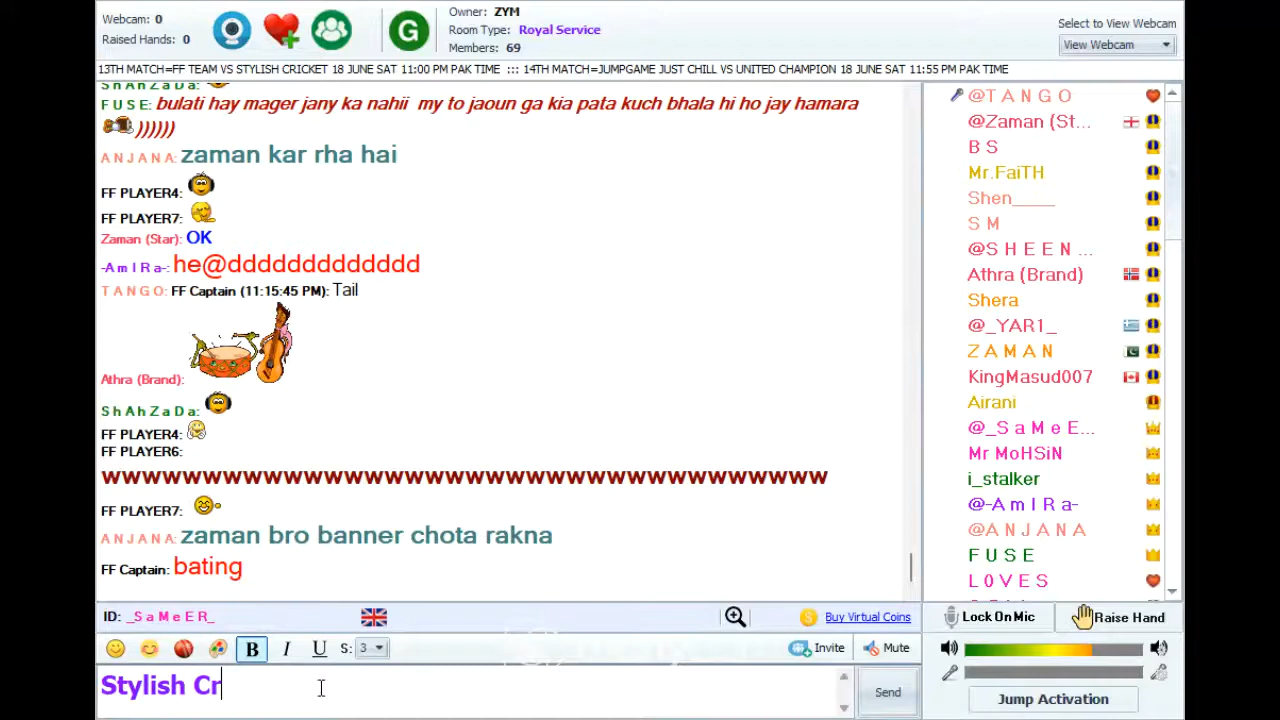 Webcam: 0
Raised Hands: 0
G
Owner: ZYM
Room Type: Royal Service
Members: 69
Select to View Webcam
View Webcam
13TH MATCH=FF TEAM VS STYLISH CRICKET 18 JUNE SAT 11:00 PM PAK TIME ::: 14TH MATCH=JUMPGAME JUST CHILL VS UNITED CHAMPION 18 JUNE SAT 11:55 PM PAK TIME
S h A h Z a D a:
F U S E: bulati hay mager jany ka nahii my to jaoun ga kia pata kuch bhala hi ho jay hamara
))))))
A N J A N A: zaman kar rha hai
FF PLAYER4:
FF PLAYER7:
Zaman (Star): OK
-A m I R a-: he@ddddddddddddd
T A N G O: FF Captain (11:15:45 PM): Tail
Athra (Brand):
S h A h Z a D a:
FF PLAYER4:
FF PLAYER6:
FF PLAYER7:
A N J A N A: zaman bro banner chota rakna
FF Captain: bating
@T A N G O
@Zaman (St...
B S
Mr.FaiTH
Shen____
S M
@S H E E N ...
Athra (Brand)
Shera
@_YAR1_
Z A M A N
KingMasud007
Airani
@_S a M e E...
Mr MoHSiN
i_stalker
@-A m I R a-
@A N J A N A
F U S E
L 0 V E S
ID: _S a M e E R_
Buy Virtual Coins
Lock On Mic
Raise Hand
B I U S: 3
Invite
Mute
Stylish Cr
Send
Jump Activation